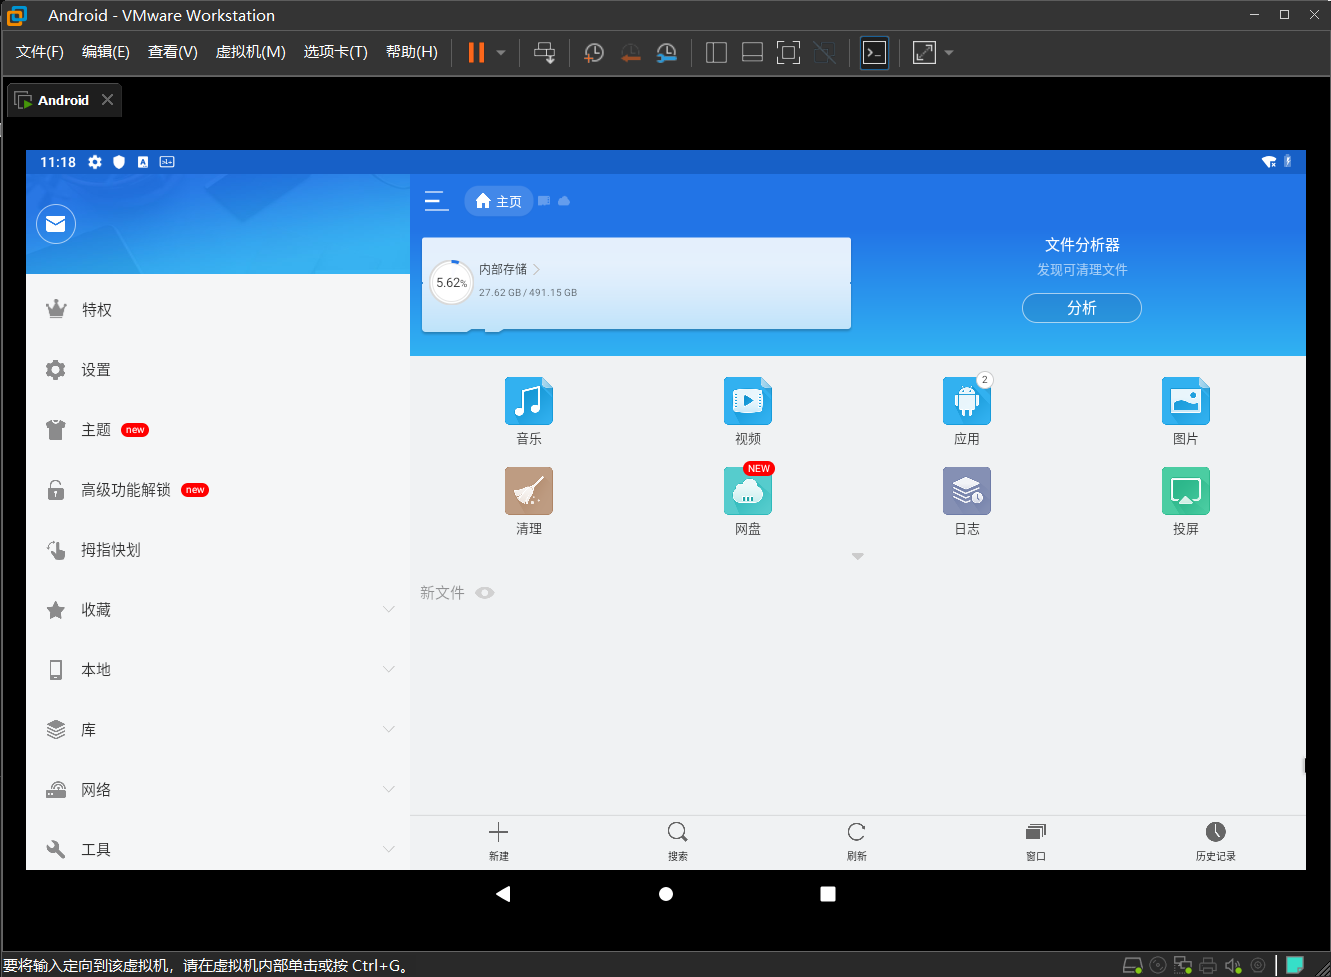 Android - VMware Workstation
文件(F) 编辑(E) 查看(V) 虚拟机(M) 选项卡(T) 帮助(H)
Android
11:18
主页
内部存储
5.62%
27.62 GB / 491.15 GB
文件分析器
发现可清理文件
分析
特权
设置
主题 new
高级功能解锁 new
拇指快划
收藏
本地
库
网络
工具
2
音乐 视频 应用 图片
NEW
清理 网盘 日志 投屏
新文件
新建 搜索 刷新 窗口 历史记录
要将输入定向到该虚拟机，请在虚拟机内部单击或按 Ctrl+G。